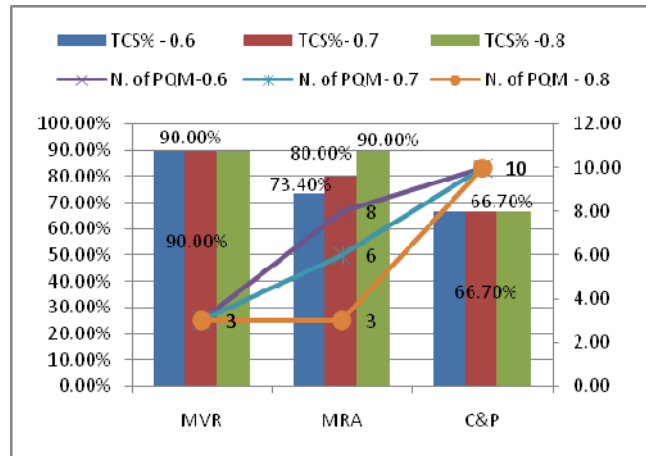 TCS% - 0.6 TCS% - 0.7 TCS% - 0.8
N. of PQM - 0.6 N. of PQM - 0.7 N. of PQM - 0.8
100.00% 90.00% 90.00% 12.00
90.00% 80.00% 10.00
80.00% 73.40% 10
70.00% 66.70% 8.00
60.00% 90.00% 8
50.00% 6 6.00
40.00% 66.70%
30.00% 3 3 4.00
20.00% 2.00
10.00%
0.00% 0.00
MVR MRA C&P